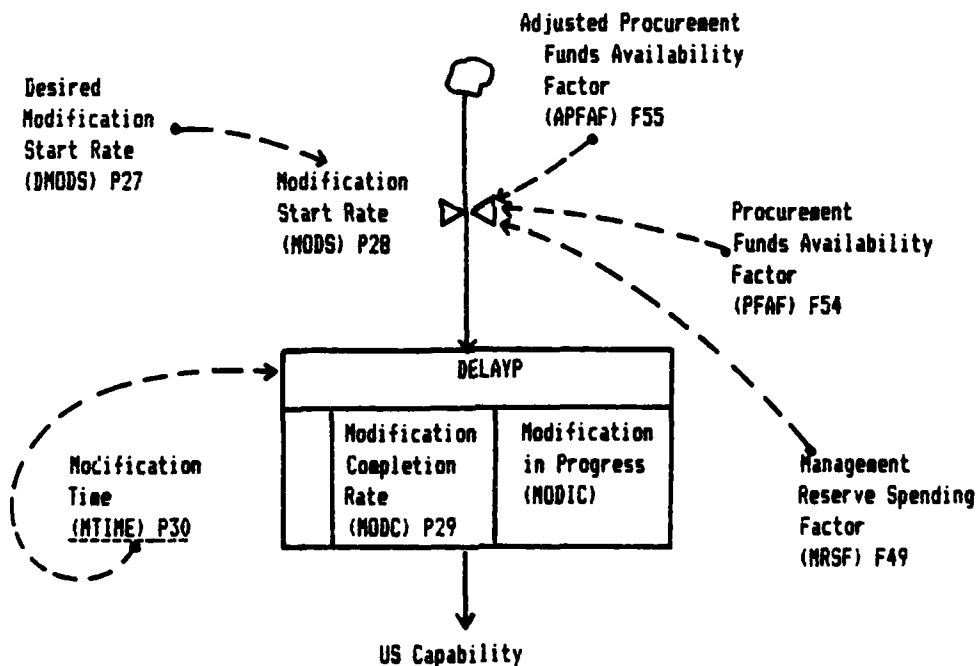 Adjusted Procurement
Funds Availability
Factor
(APFAF) F55
Desired
Modification
Start Rate
(DMODS) P27
Modification
Start Rate
(MODS) P28
Procurement
Funds Availability
Factor
(PFAF) F54
DELAYP
Modification
Completion
Rate
(MODC) P29
Modification
in Progress
(MODIC)
Modification
Time
(MTIME) P30
Management
Reserve Spending
Factor
(MRSF) F49
US Capability